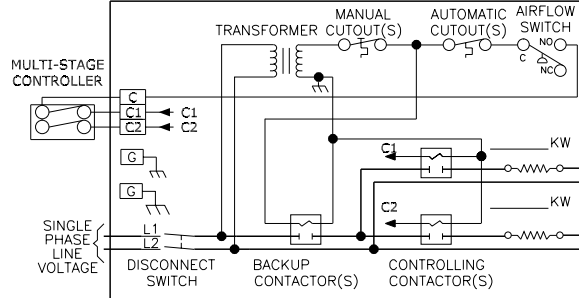 TRANSFORMER
MANUAL
CUTOUT(S)
AUTOMATIC
CUTOUT(S)
AIRFLOW
SWITCH
NO
C
NC
MULTI-STAGE
CONTROLLER
C
C1
C1
C2
C2
G
G
C1
KW
C2
KW
SINGLE
PHASE
LINE
VOLTAGE
L1
L2
DISCONNECT
SWITCH
BACKUP
CONTACTOR(S)
CONTROLLING
CONTACTOR(S)